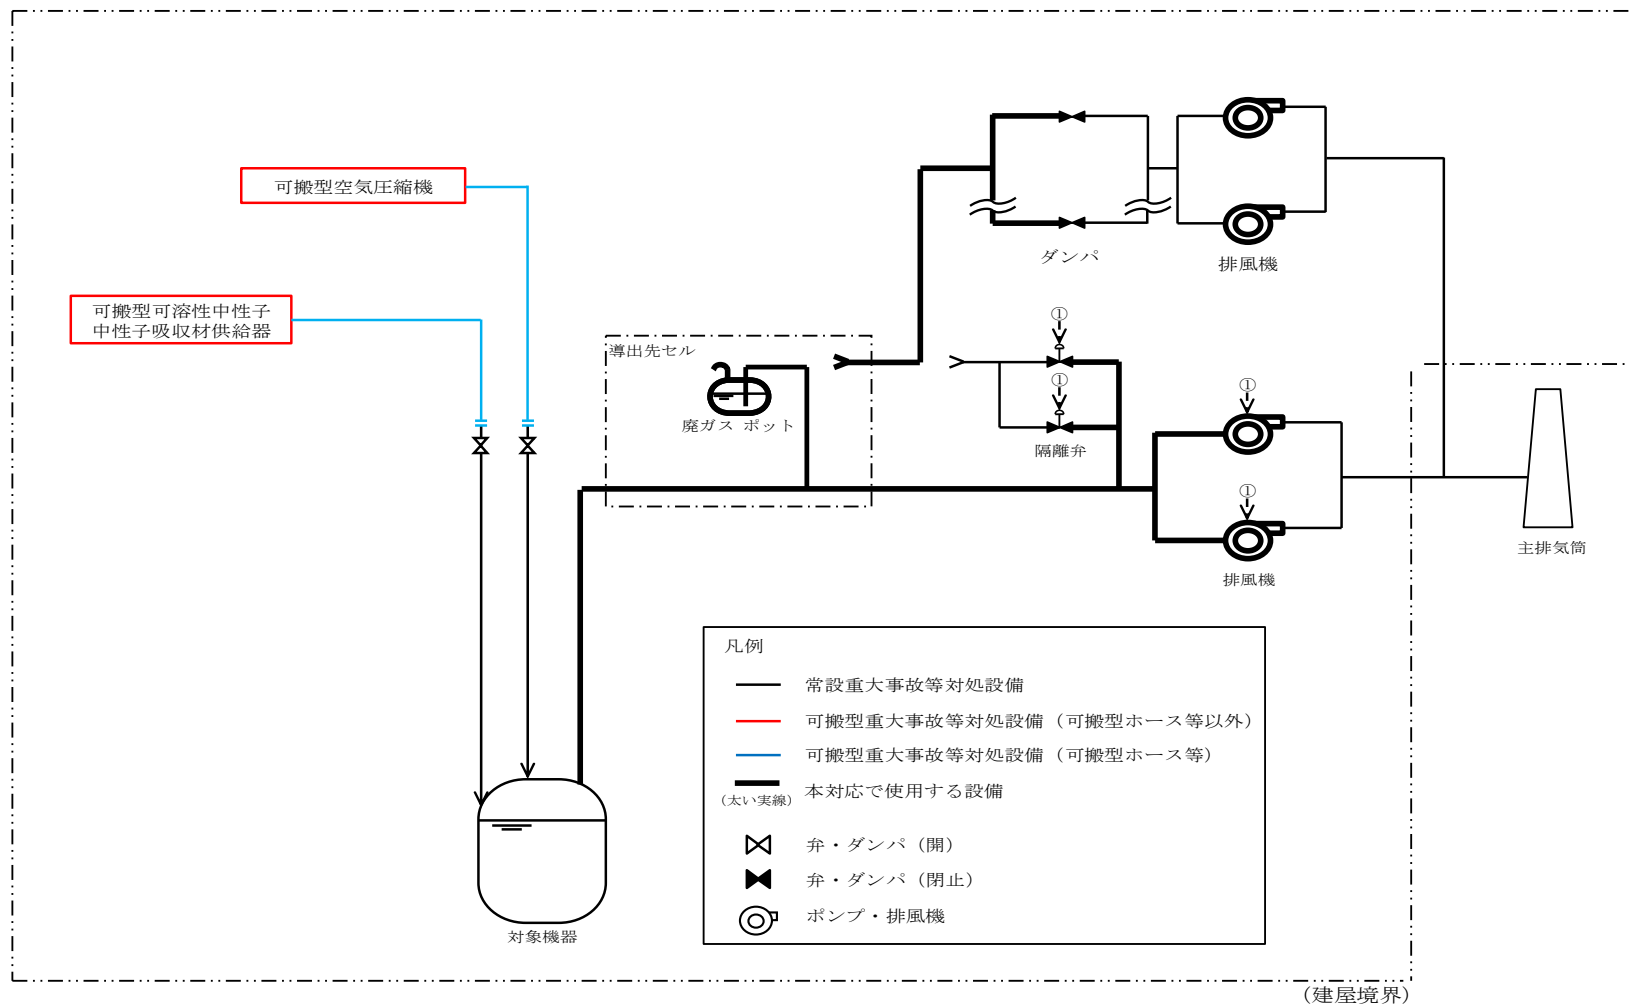 可搬型空気圧縮機
可搬型可溶性中性子
中性子吸収材供給器
導出先セル
廃ガス ポット
ダンパ
排風機
①
①
隔離弁
①
①
排風機
主排気筒
対象機器
凡例
常設重大事故等対処設備
可搬型重大事故等対処設備（可搬型ホース等以外）
可搬型重大事故等対処設備（可搬型ホース等）
本対応で使用する設備
（太い実線）
弁・ダンパ（開）
弁・ダンパ（閉止）
ポンプ・排風機
（建屋境界）